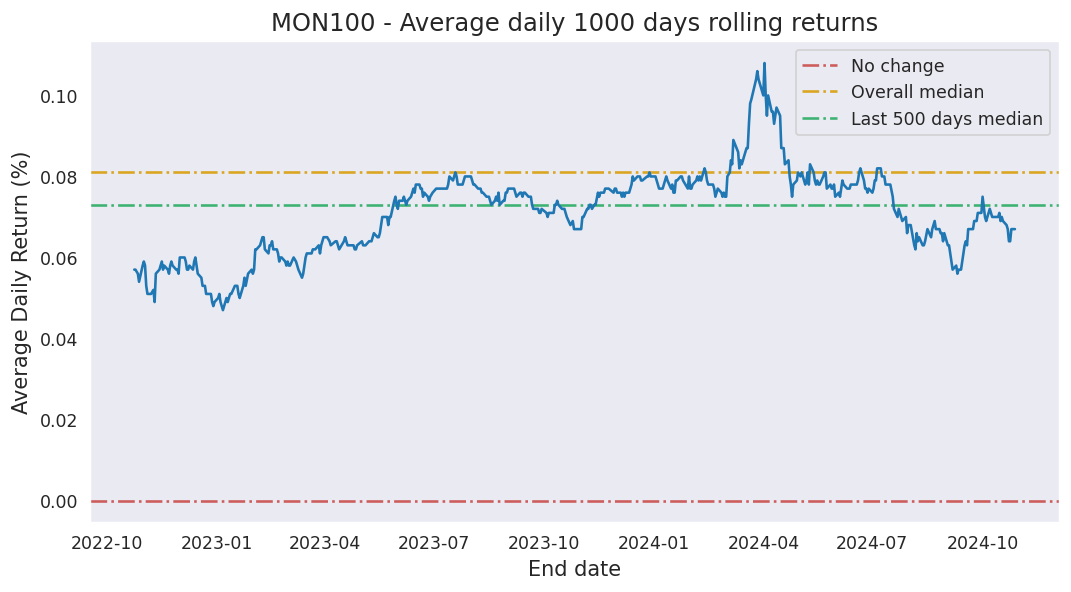 MON100 - Average daily 1000 days rolling returns
No change
Overall median
Last 500 days median
Average Daily Return (%)
0.10
0.08
0.06
0.04
0.02
0.00
2022-10 2023-01 2023-04 2023-07 2023-10 2024-01 2024-04 2024-07 2024-10
End date